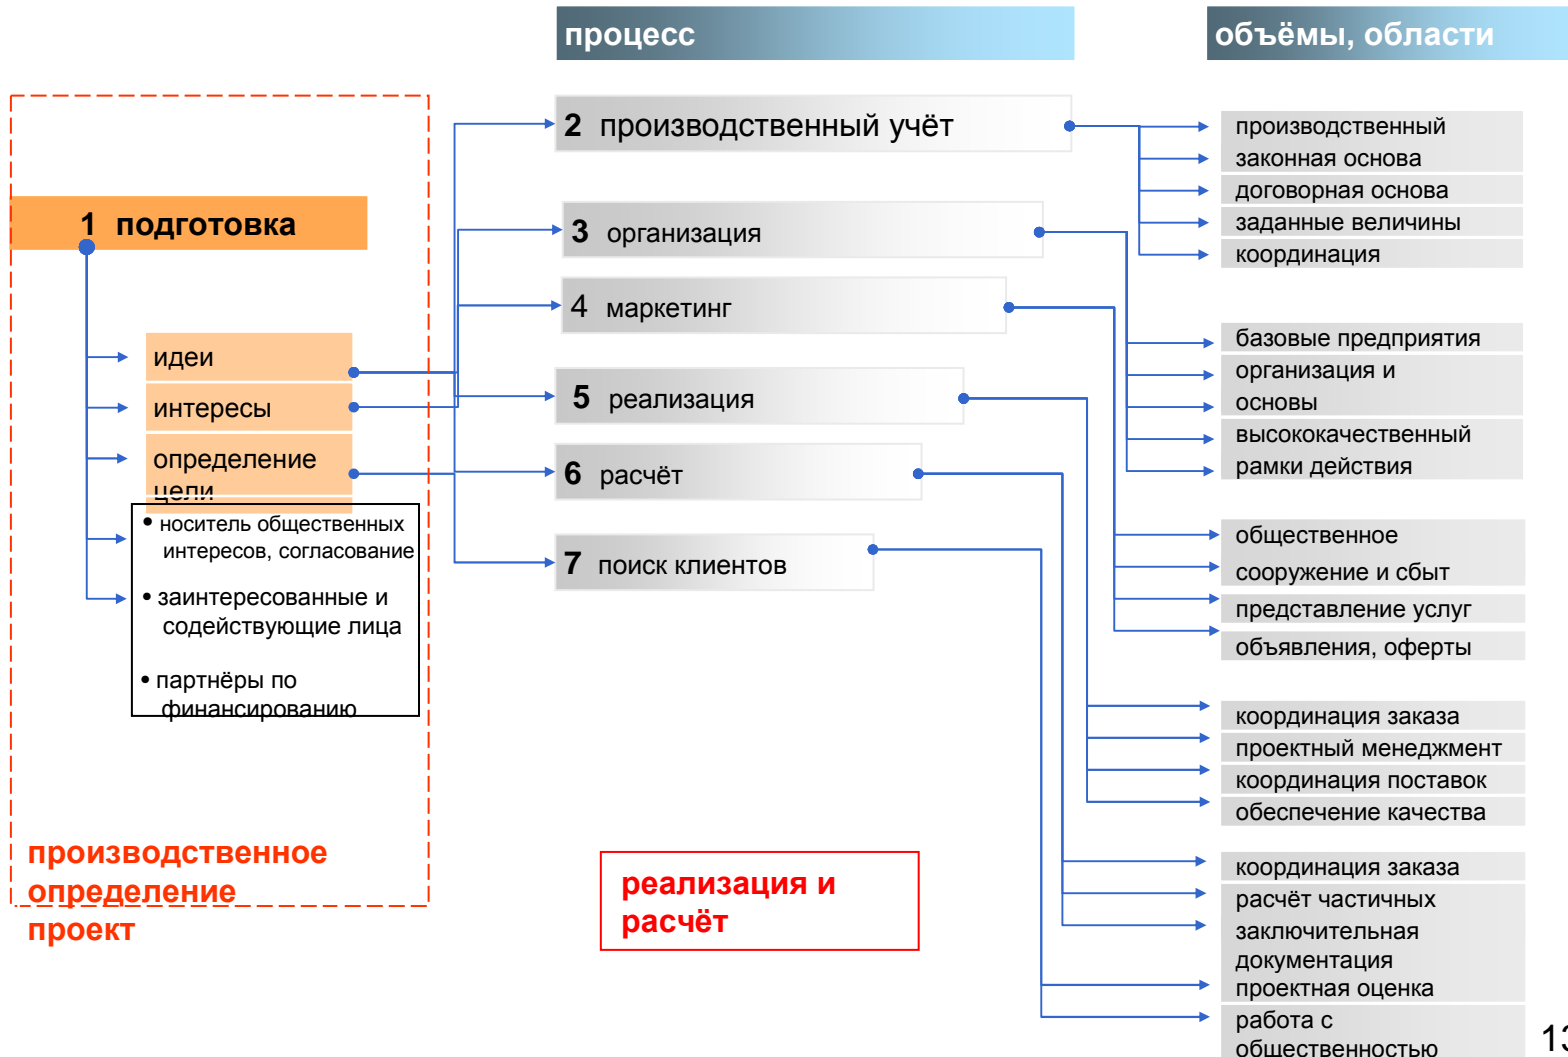 процесс
объёмы, области
1 подготовка
идеи
интересы
определение
цели
• носитель общественных
интересов, согласование
• заинтересованные и
содействующие лица
• партнёры по
финансированию
производственное
определение
проект
2 производственный учёт
3 организация
4 маркетинг
5 реализация
6 расчёт
7 поиск клиентов
реализация и
расчёт
производственный
законная основа
договорная основа
заданные величины
координация
базовые предприятия
организация и
основы
высококачественный
рамки действия
общественное
сооружение и сбыт
представление услуг
объявления, оферты
координация заказа
проектный менеджмент
координация поставок
обеспечение качества
координация заказа
расчёт частичных
заключительная
документация
проектная оценка
работа с
общественностью
13